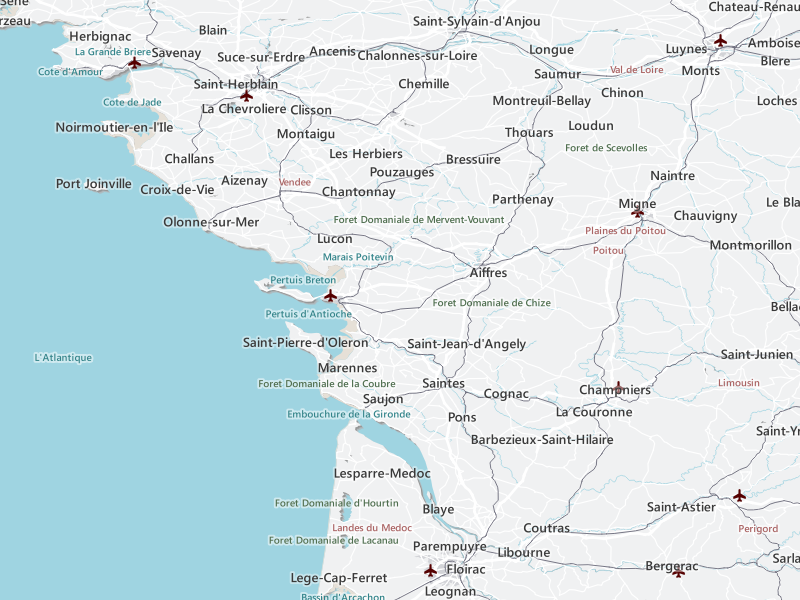 Chateau-Renau
Saint-Sylvain-d'Anjou
Blain
Herbignac
rzeau
La Grande Briere
Savenay
Suce-sur-Erdre
Ancenis
Chalonnes-sur-Loire
Longue
Luynes
Amboise
Blere
Cote d'Amour
Saint-Herblain
Chemille
Saumur
Val de Loire
Monts
Chinon
Loches
Cote de Jade
La Chevroliere
Clisson
Montreuil-Bellay
Noirmoutier-en-l'Ile
Montaigu
Thouars
Loudun
Challans
Les Herbiers
Bressuire
Foret de Scevolles
Pouzauges
Port Joinville
Croix-de-Vie
Aizenay
Vendee
Chantonnay
Naintre
Parthenay
Migne
Le Bla
Olonne-sur-Mer
Foret Domaniale de Mervent-Vouvant
Chauvigny
Plaines du Poitou
Lucon
Poitou
Montmorillon
Marais Poitevin
Aiffres
Pertuis Breton
Foret Domaniale de Chize
Bella
Pertuis d'Antioche
Saint-Pierre-d'Oleron
Saint-Jean-d'Angely
L'Atlantique
Saint-Junien
Marennes
Foret Domaniale de la Coubre
Saintes
Limousin
Champniers
Cognac
Saujon
Embouchure de la Gironde
Pons
La Couronne
Saint-Yr
Barbezieux-Saint-Hilaire
Lesparre-Medoc
Foret Domaniale d'Hourtin
Blaye
Saint-Astier
Landes du Medoc
Coutras
Perigord
Foret Domaniale de Lacanau
Parempuyre
Libourne
Sarla
Floirac
Bergerac
Lege-Cap-Ferret
Leognan
Bassin d'Arcachon